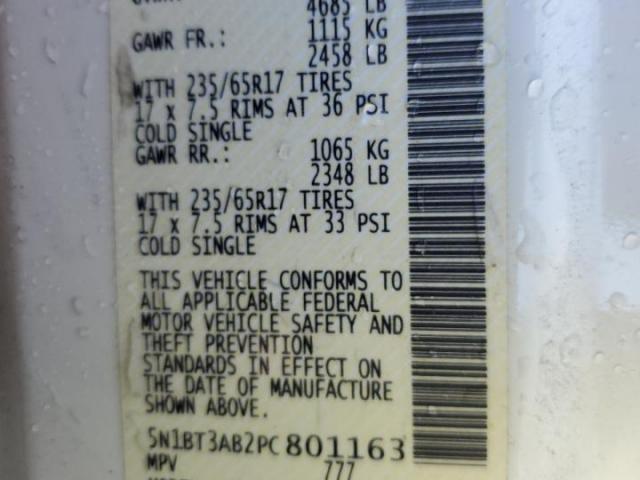 4685 LB
GAWR FR.: 1115 KG
2458 LB
WITH 235/65R17 TIRES
17 x 7.5 RIMS AT 36 PSI
COLD SINGLE
GAWR RR.: 1065 KG
2348 LB
WITH 235/65R17 TIRES
17 x 7.5 RIMS AT 33 PSI
COLD SINGLE
THIS VEHICLE CONFORMS TO
ALL APPLICABLE FEDERAL
MOTOR VEHICLE SAFETY AND
THEFT PREVENTION
STANDARDS IN EFFECT ON
THE DATE OF MANUFACTURE
SHOWN ABOVE.
5N1BT3AB2PC801163
MPV 777